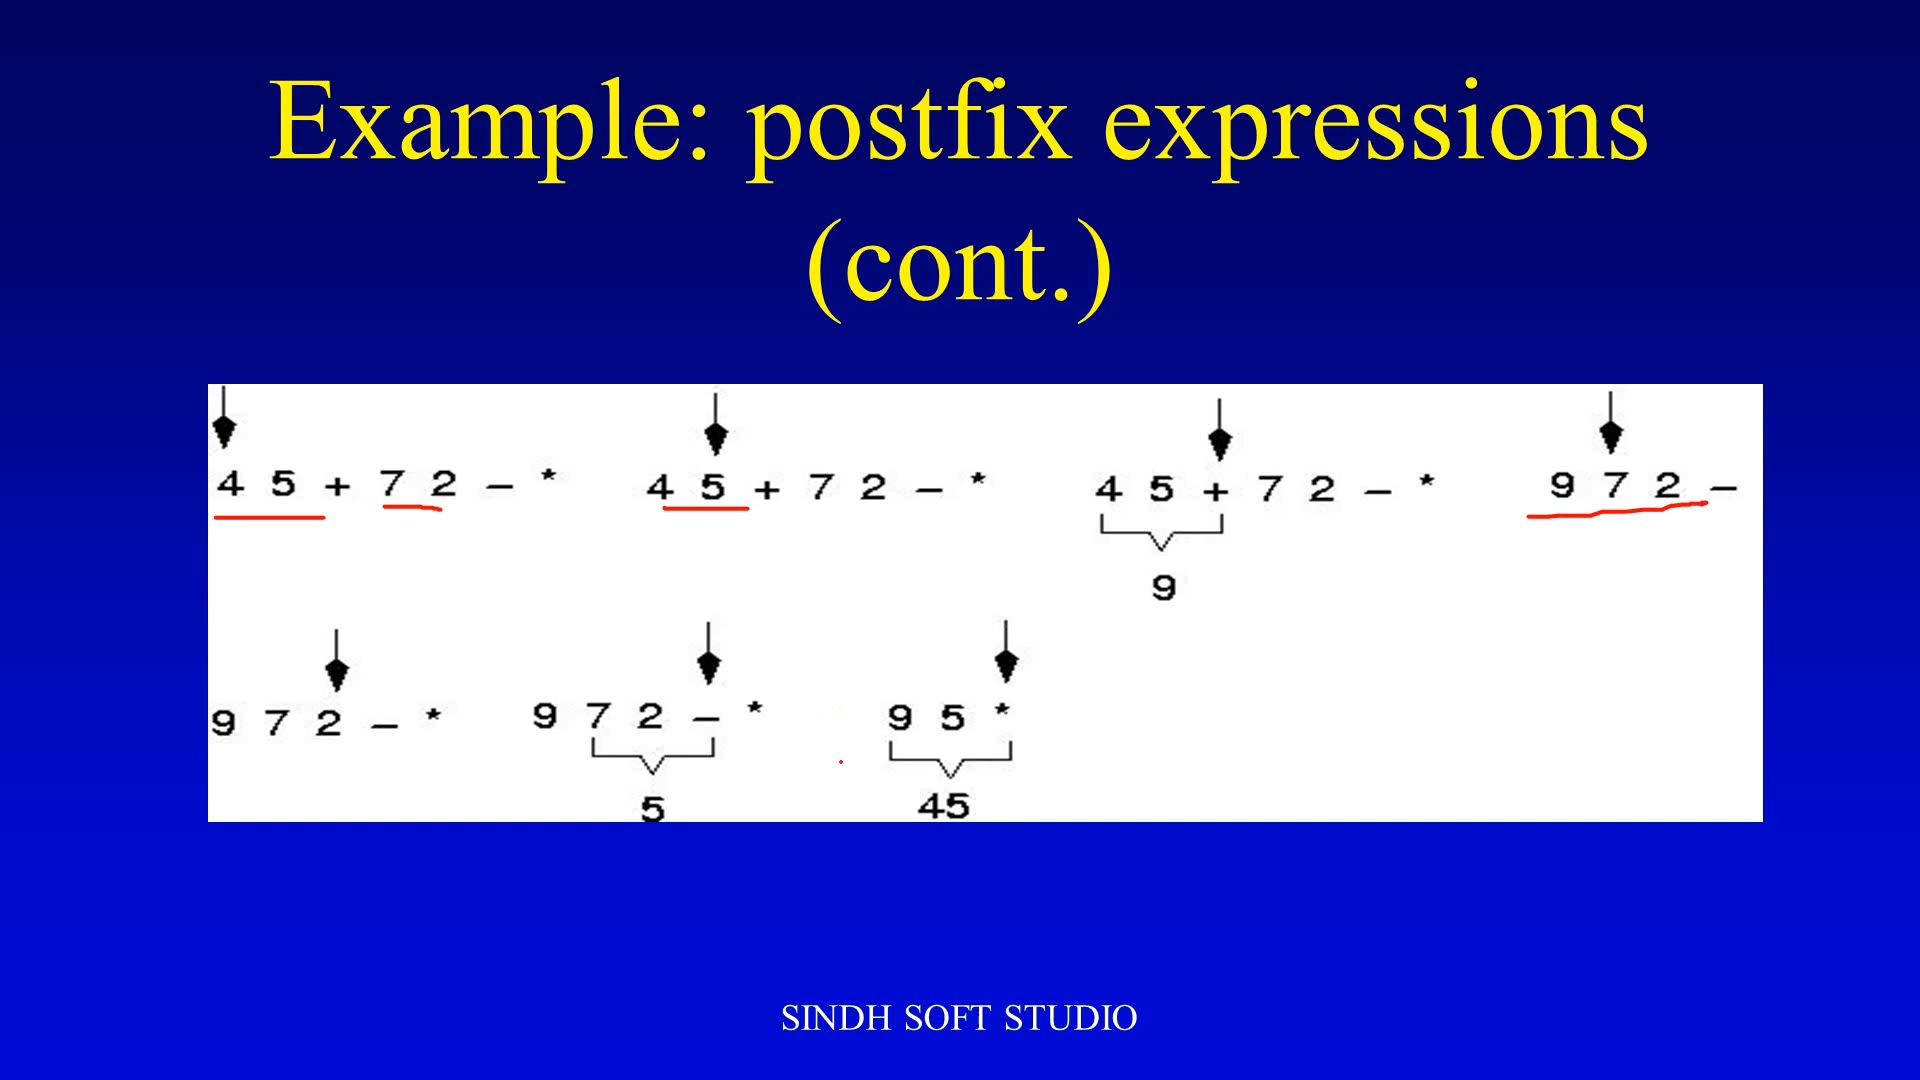 Example: postfix expressions
(cont.)
4 5 + 7 2 – *
4 5 + 7 2 – *
4 5 + 7 2 – *
9 7 2 –
9
9 7 2 – *
9 7 2 – *
9 5 *
5
45
SINDH SOFT STUDIO